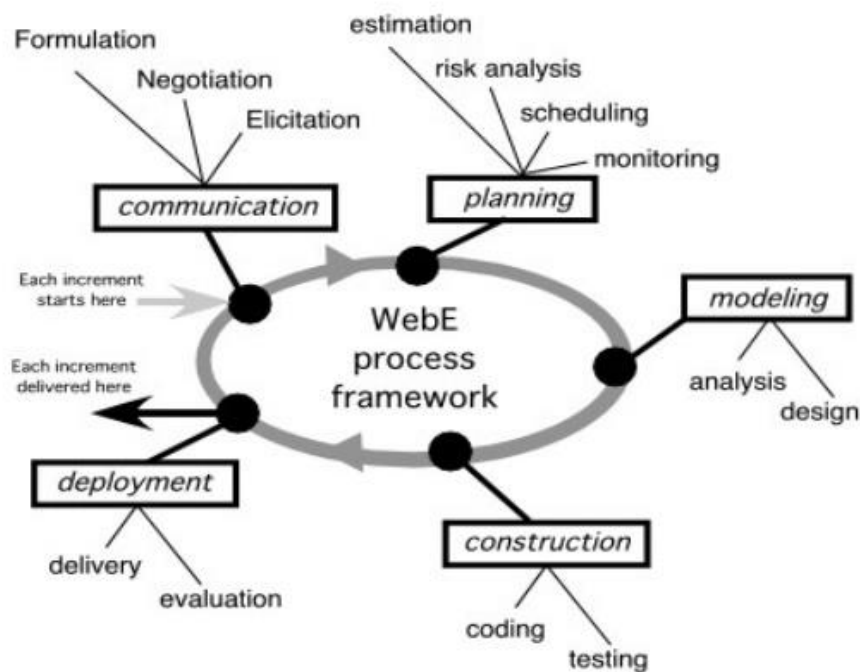 Formulation
Negotiation
Elicitation
communication
estimation
risk analysis
scheduling
monitoring
planning
Each increment
starts here
WebE
process
framework
modeling
analysis
design
Each increment
delivered here
deployment
delivery
evaluation
construction
coding
testing